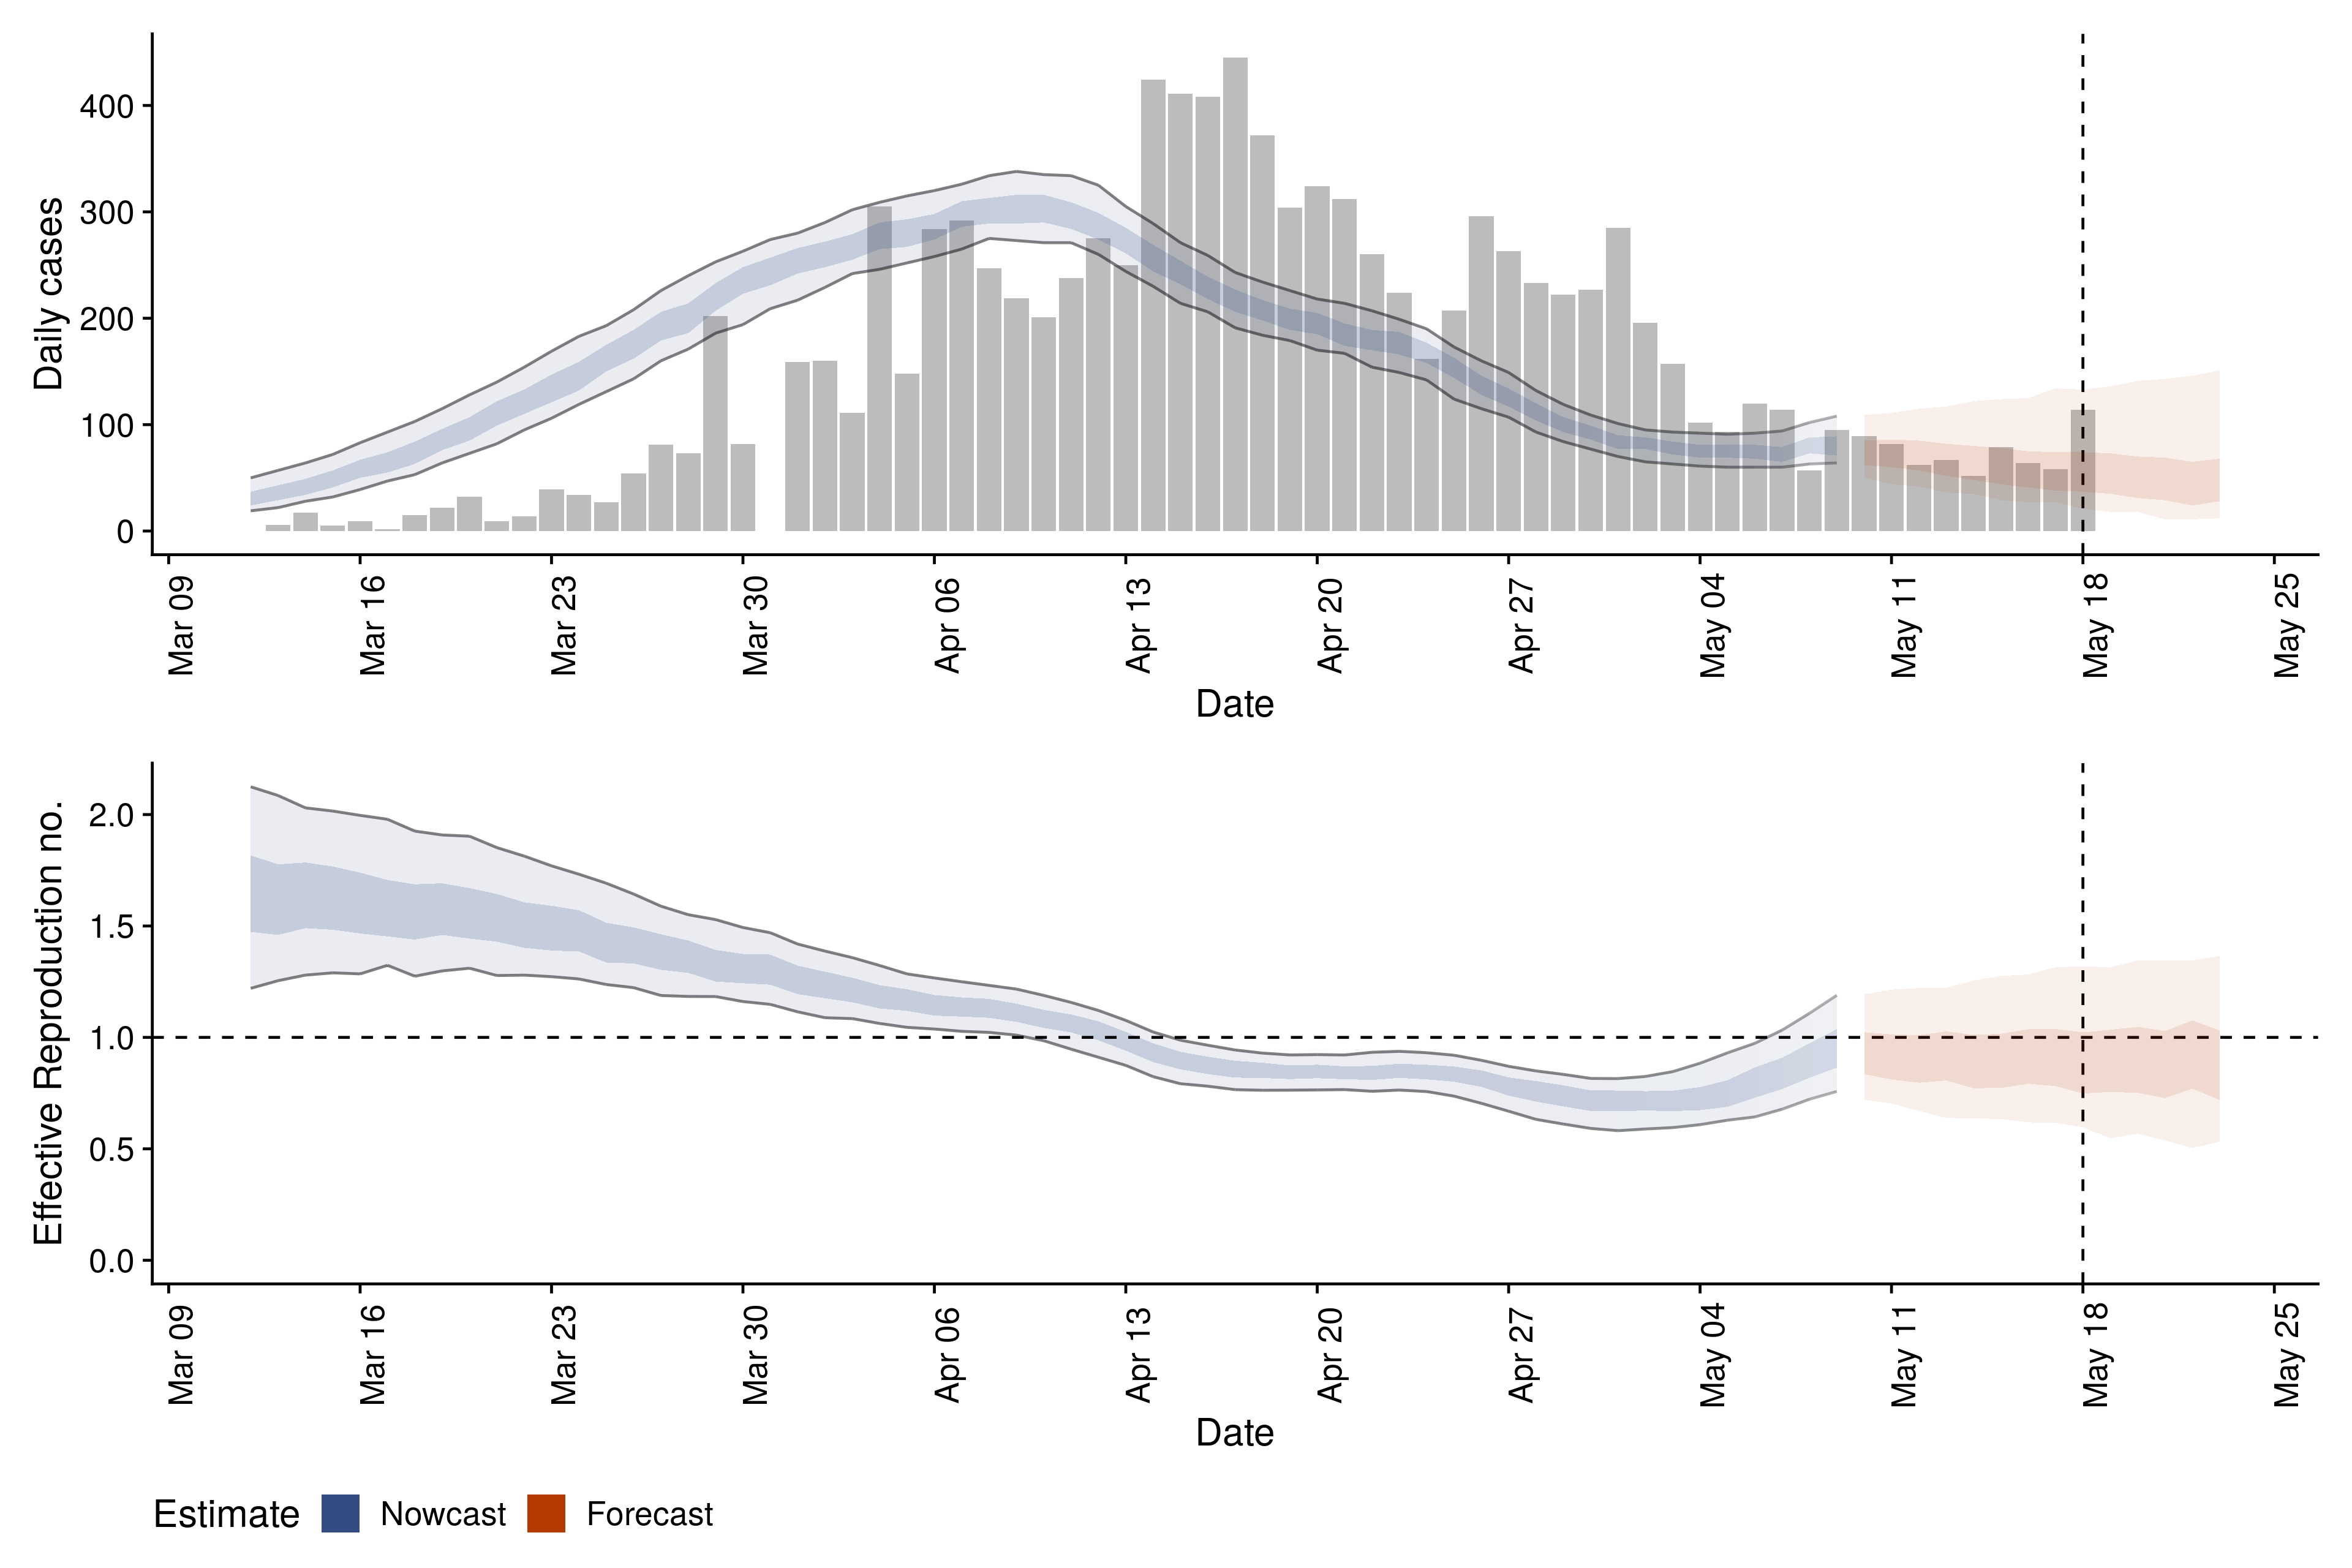 Daily cases
400
300
200
100
0
Mar 09
Mar 16
Mar 23
Mar 30
Apr 06
Apr 13
Apr 20
Apr 27
May 04
May 11
May 18
May 25
Date
Effective Reproduction no.
2.0
1.5
1.0
0.5
0.0
Mar 09
Mar 16
Mar 23
Mar 30
Apr 06
Apr 13
Apr 20
Apr 27
May 04
May 11
May 18
May 25
Date
Estimate Nowcast Forecast